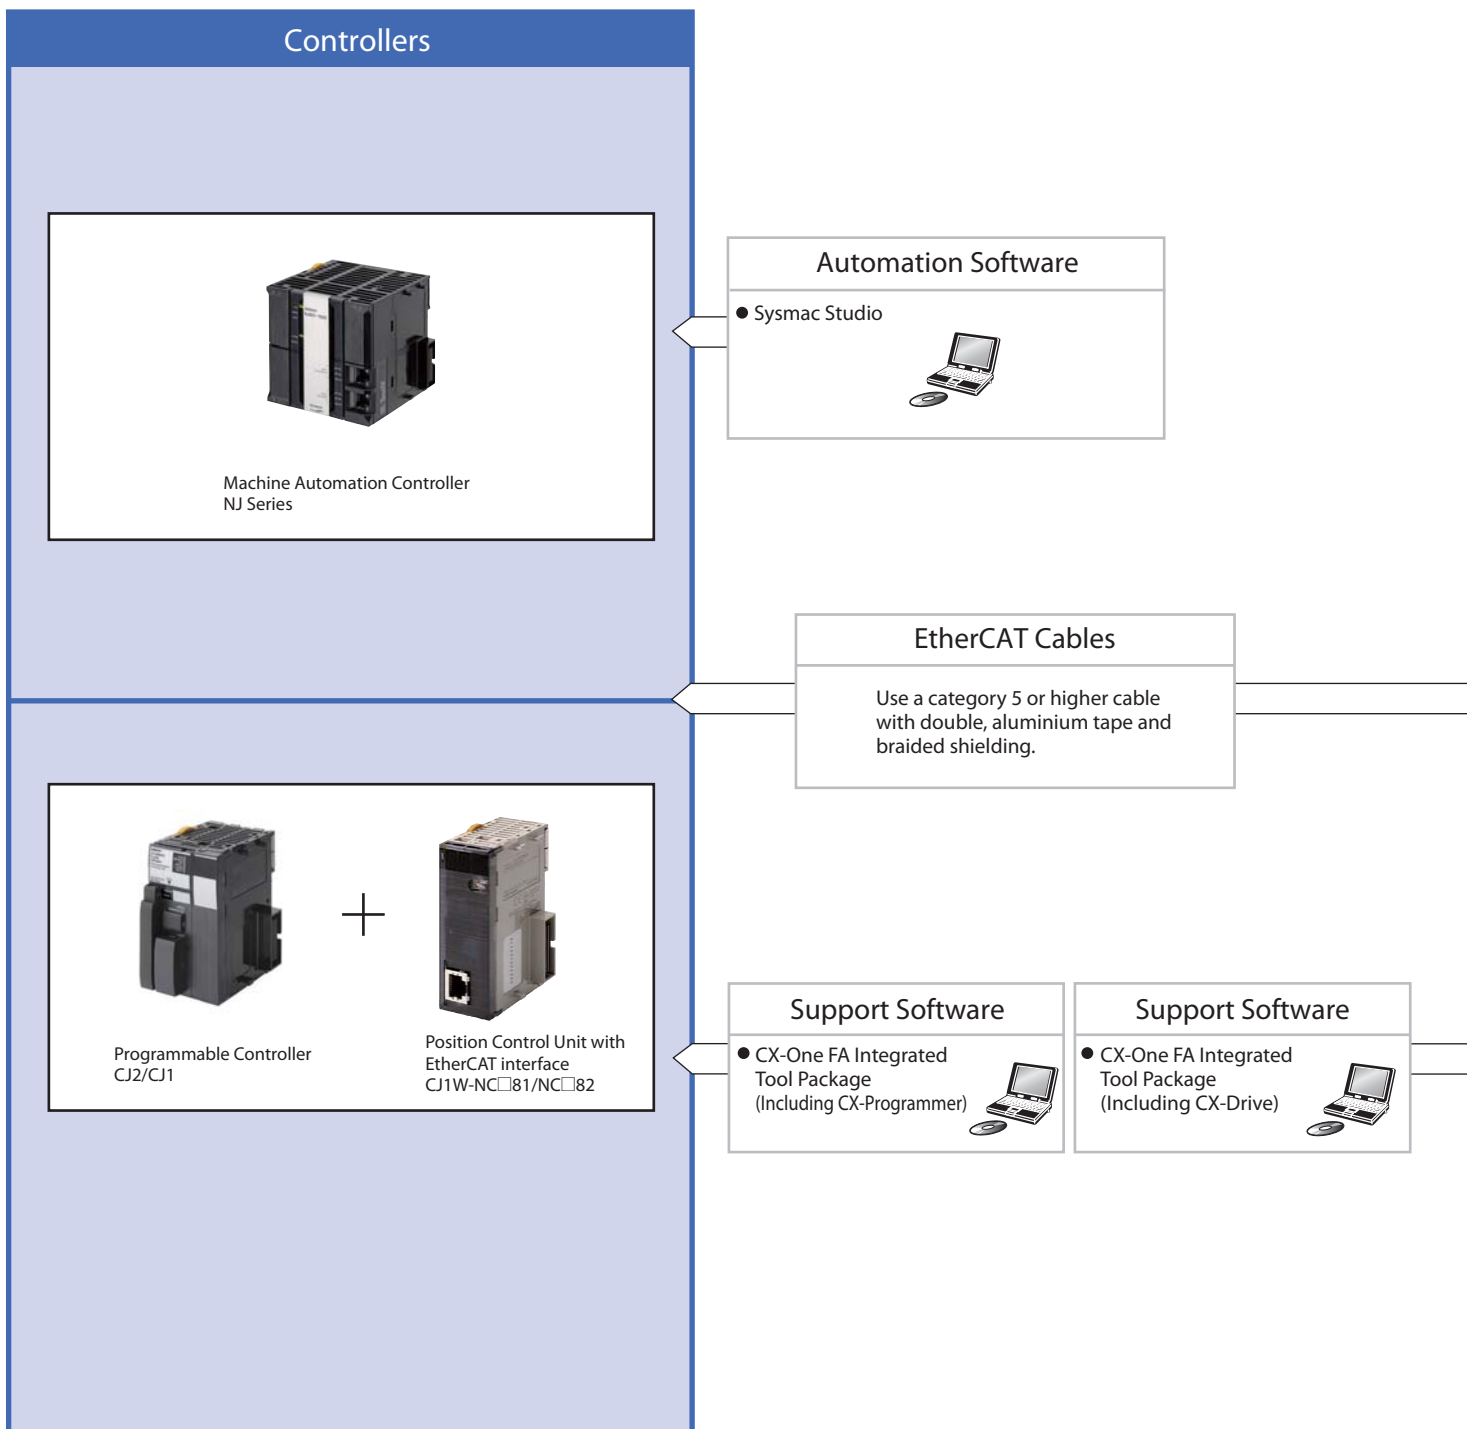 Controllers
Machine Automation Controller
NJ Series
Automation Software
● Sysmac Studio
EtherCAT Cables
Use a category 5 or higher cable
with double, aluminium tape and
braided shielding.
Programmable Controller
CJ2/CJ1
Position Control Unit with
EtherCAT interface
CJ1W-NC□81/NC□82
Support Software
● CX-One FA Integrated
Tool Package
(Including CX-Programmer)
Support Software
● CX-One FA Integrated
Tool Package
(Including CX-Drive)